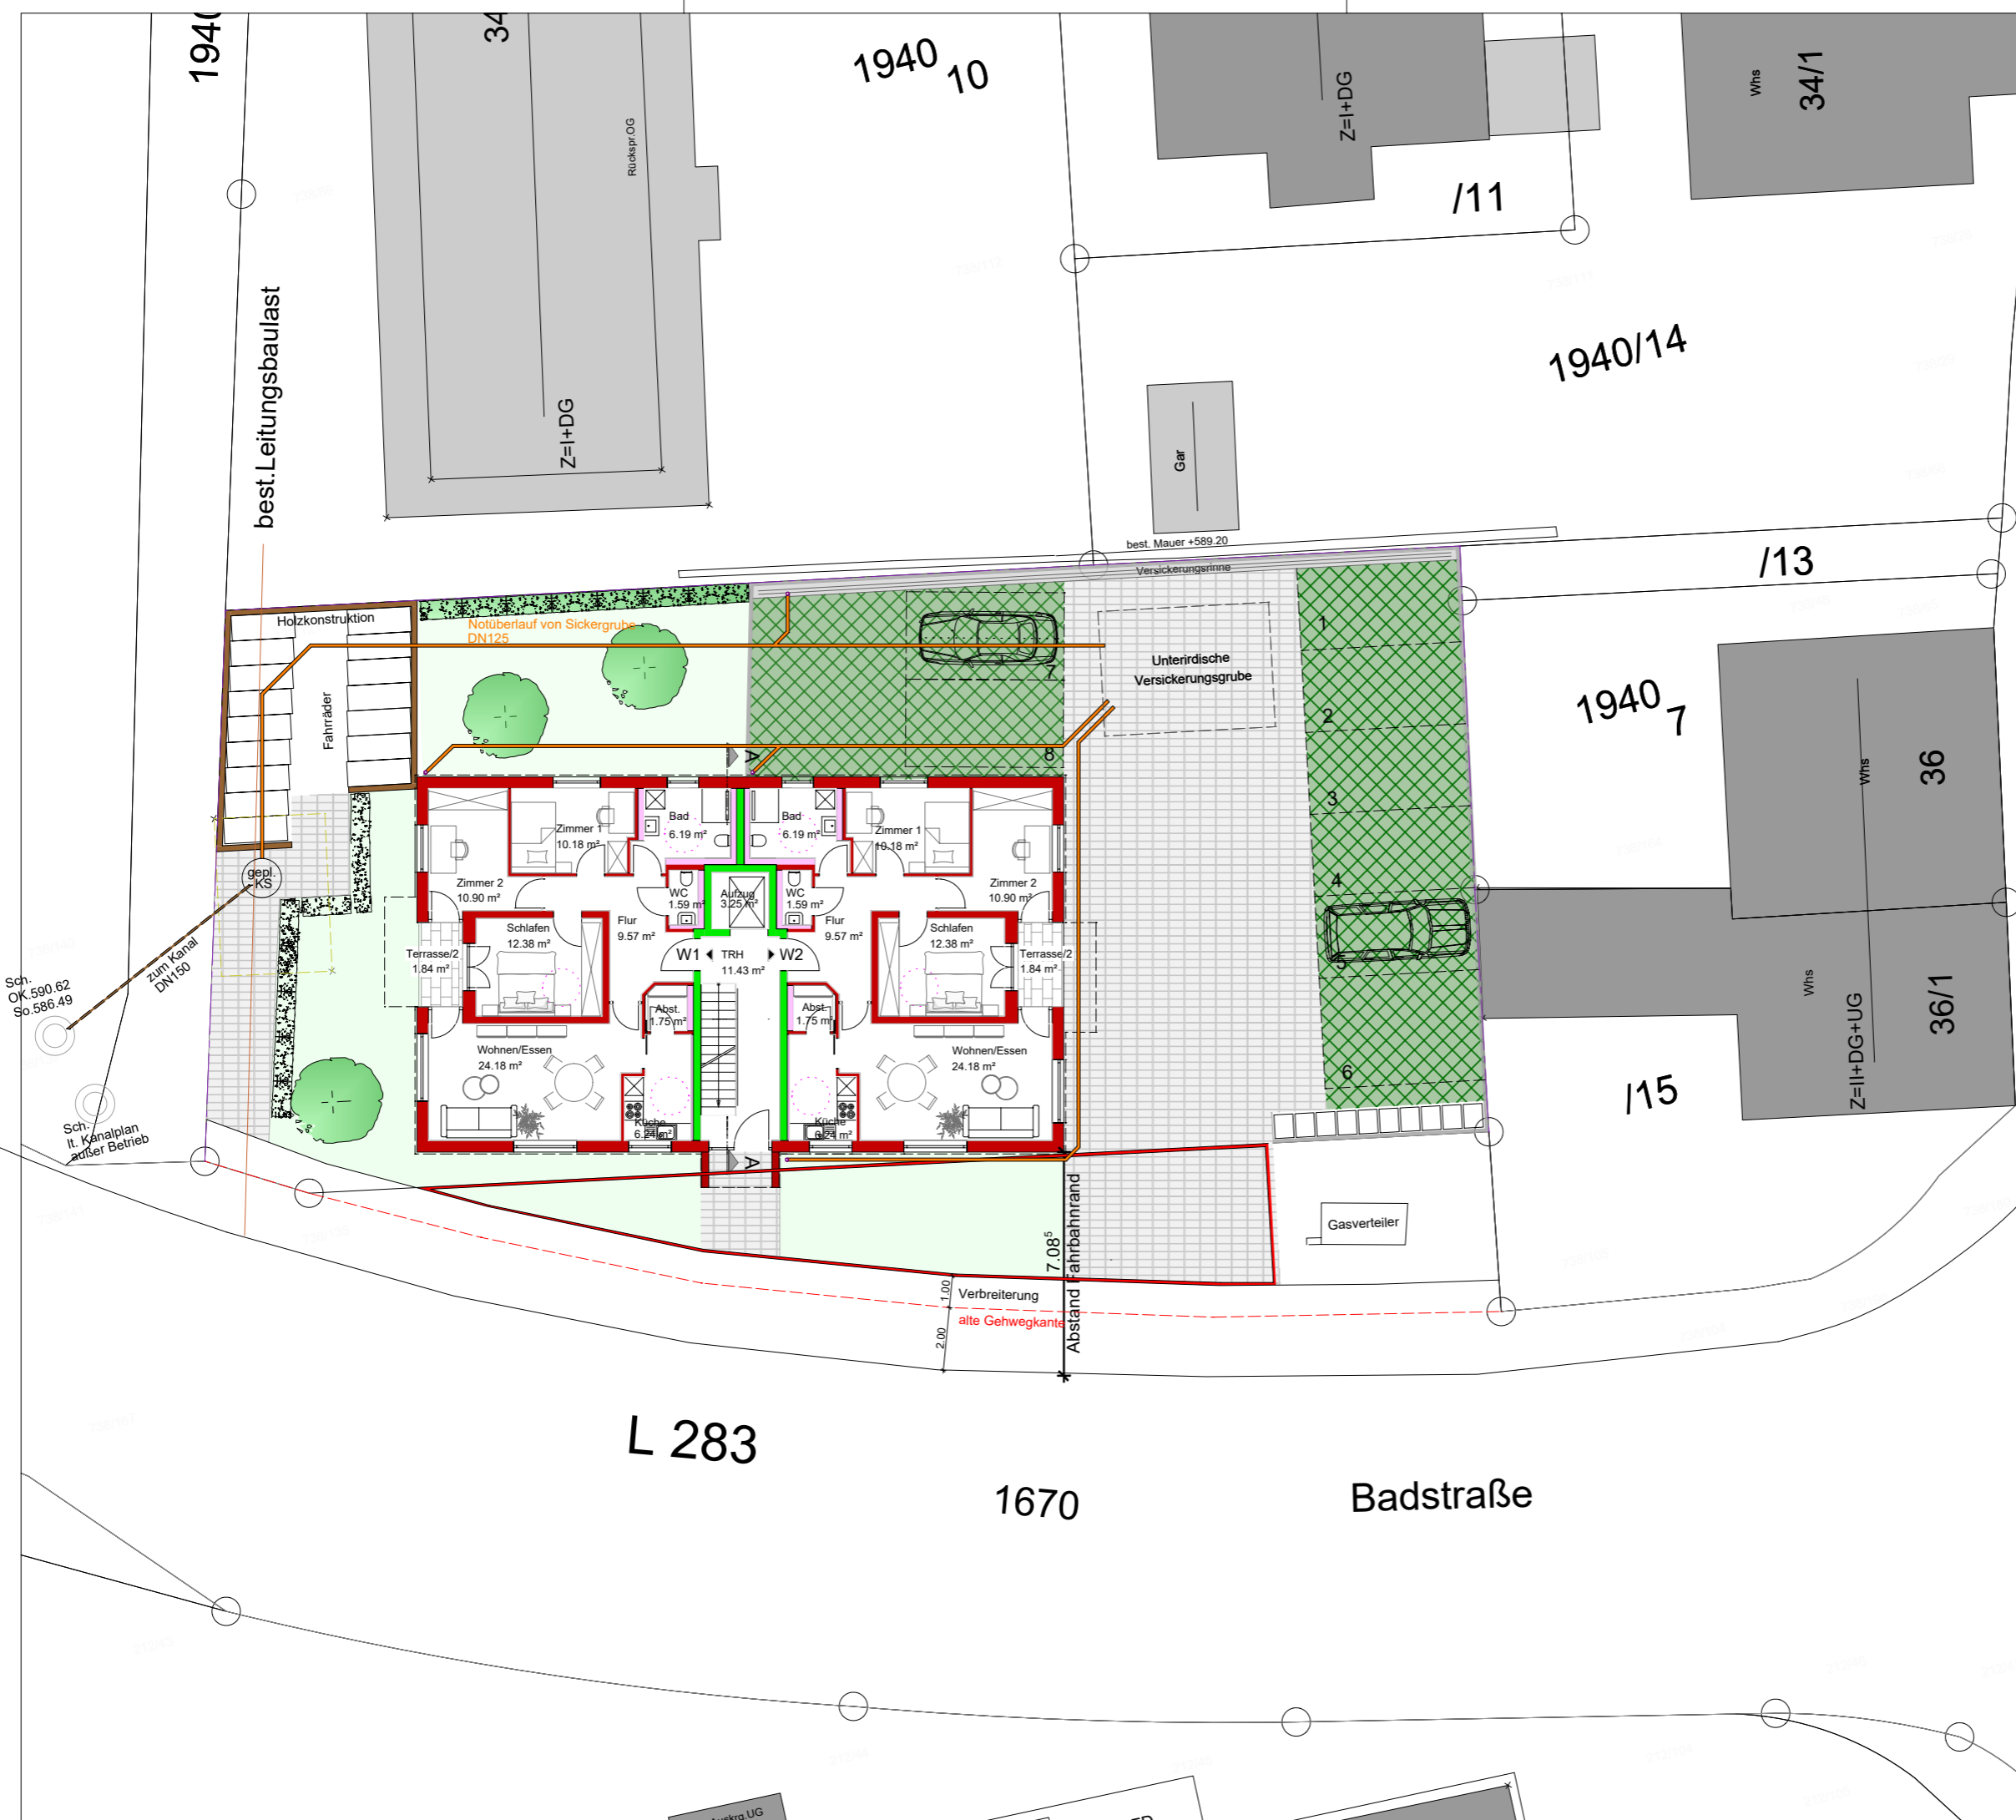 1940
34
1940
10
Z=I+DG
Whs
34/1
Rückspr.OG
/11
best.Leitungsbaulast
1940/14
Z=I+DG
Gar
best. Mauer +589.20
Versickerungsrinne
/13
Holzkonstruktion
Notüberlauf von Sickergrube
DN125
Fahrräder
Unterirdische
Versickerungsgrube
1
2
3
4
5
6
7
8
1940
7
Whs
36
A
gepl.
KS
zum Kanal
DN150
Sch.
OK.590.62
So.586.49
Sch.
lt. Kanalplan
außer Betrieb
Zimmer 1
10.18 m²
Bad
6.19 m²
Bad
6.19 m²
Zimmer 1
10.18 m²
Zimmer 2
10.90 m²
WC
1.59 m²
Aufzug
3.25 m²
WC
1.59 m²
Zimmer 2
10.90 m²
Schlafen
12.38 m²
Flur
9.57 m²
Flur
9.57 m²
Schlafen
12.38 m²
Terrasse/2
1.84 m²
W1
TRH
11.43 m²
W2
Terrasse/2
1.84 m²
Abst.
1.75 m²
Abst.
1.75 m²
Wohnen/Essen
24.18 m²
Wohnen/Essen
24.18 m²
Küche
6.24 m²
Küche
6.24 m²
A
Whs
Z=II+DG+UG
36/1
/15
Gasverteiler
7.08⁵
Abstand Fahrbahnrand
1.00
Verbreiterung
alte Gehwegkante
2.00
L 283
1670
Badstraße